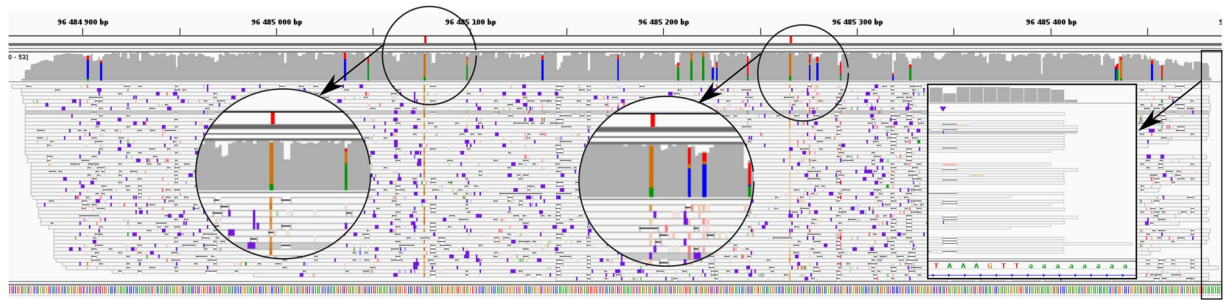 96 484 900 bp 96 485 000 bp 96 485 100 bp 96 485 200 bp 96 485 300 bp 96 485 400 bp
0 - 53]
T A A A G T T a a a a a a a a